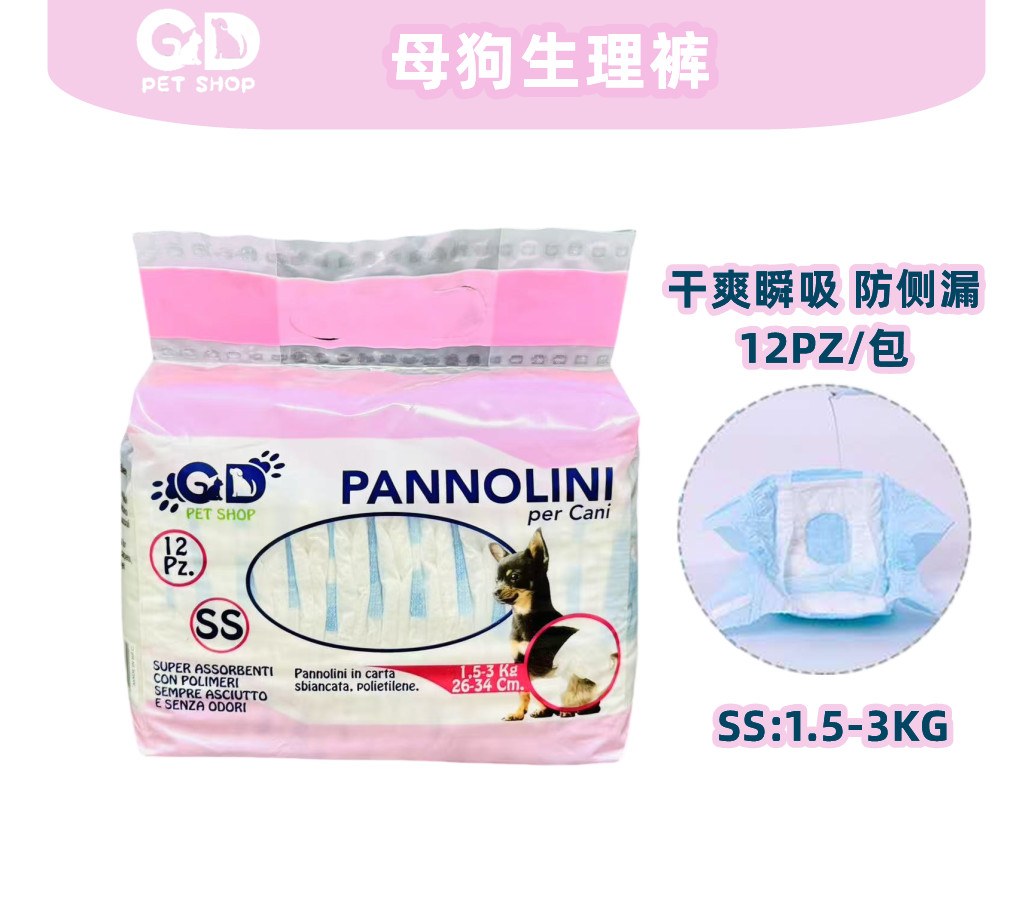 GD
PET SHOP
母狗生理裤
干爽瞬吸 防侧漏
12PZ/包
GD
PET SHOP
PANNOLINI
per Cani
12
Pz.
SS
SUPER ASSORBENTI
CON POLIMERI
SEMPRE ASCIUTTO
E SENZA ODORI
Pannolini in carta
sbiancata, polietilene.
1.5-3 Kg
26-34 Cm.
SS:1.5-3KG